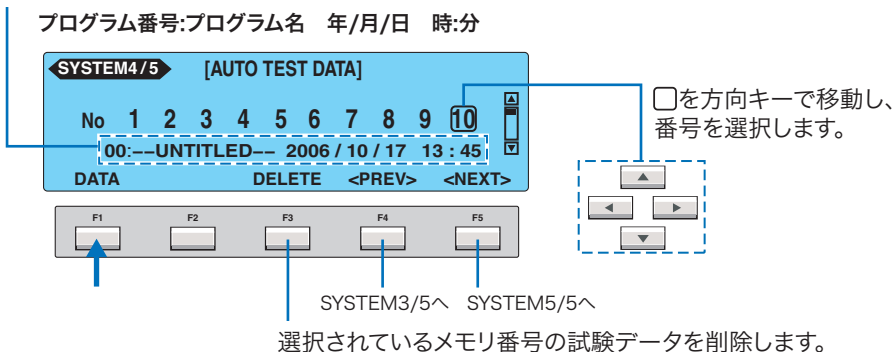 プログラム番号:プログラム名 年/月/日 時:分
SYSTEM4/5 [AUTO TEST DATA]
No 1 2 3 4 5 6 7 8 9 10
00:--UNTITLED-- 2006/10/17 13:45
DATA DELETE <PREV> <NEXT>
F1 F2 F3 F4 F5
SYSTEM3/5へ SYSTEM5/5へ
選択されているメモリ番号の試験データを削除します。
▢を方向キーで移動し、
番号を選択します。